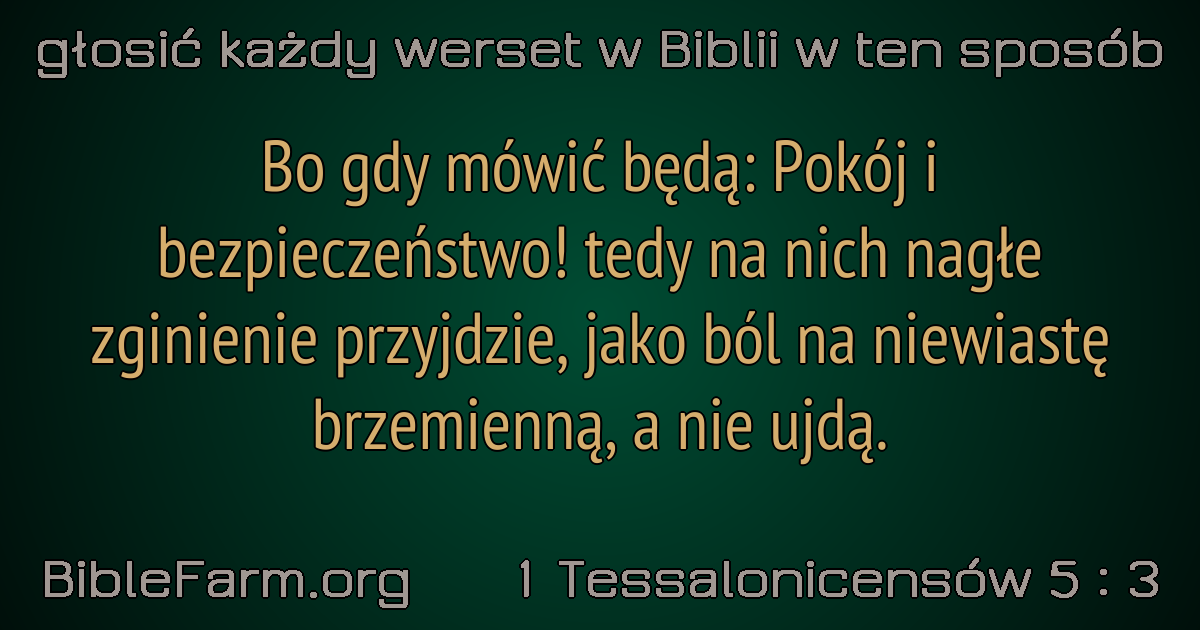 głosić każdy werset w Biblii w ten sposób
Bo gdy mówić będą: Pokój i
bezpieczeństwo! tedy na nich nagłe
zginienie przyjdzie, jako ból na niewiastę
brzemienną, a nie ujdą.
BibleFarm.org 1 Tessalonicensów 5 : 3